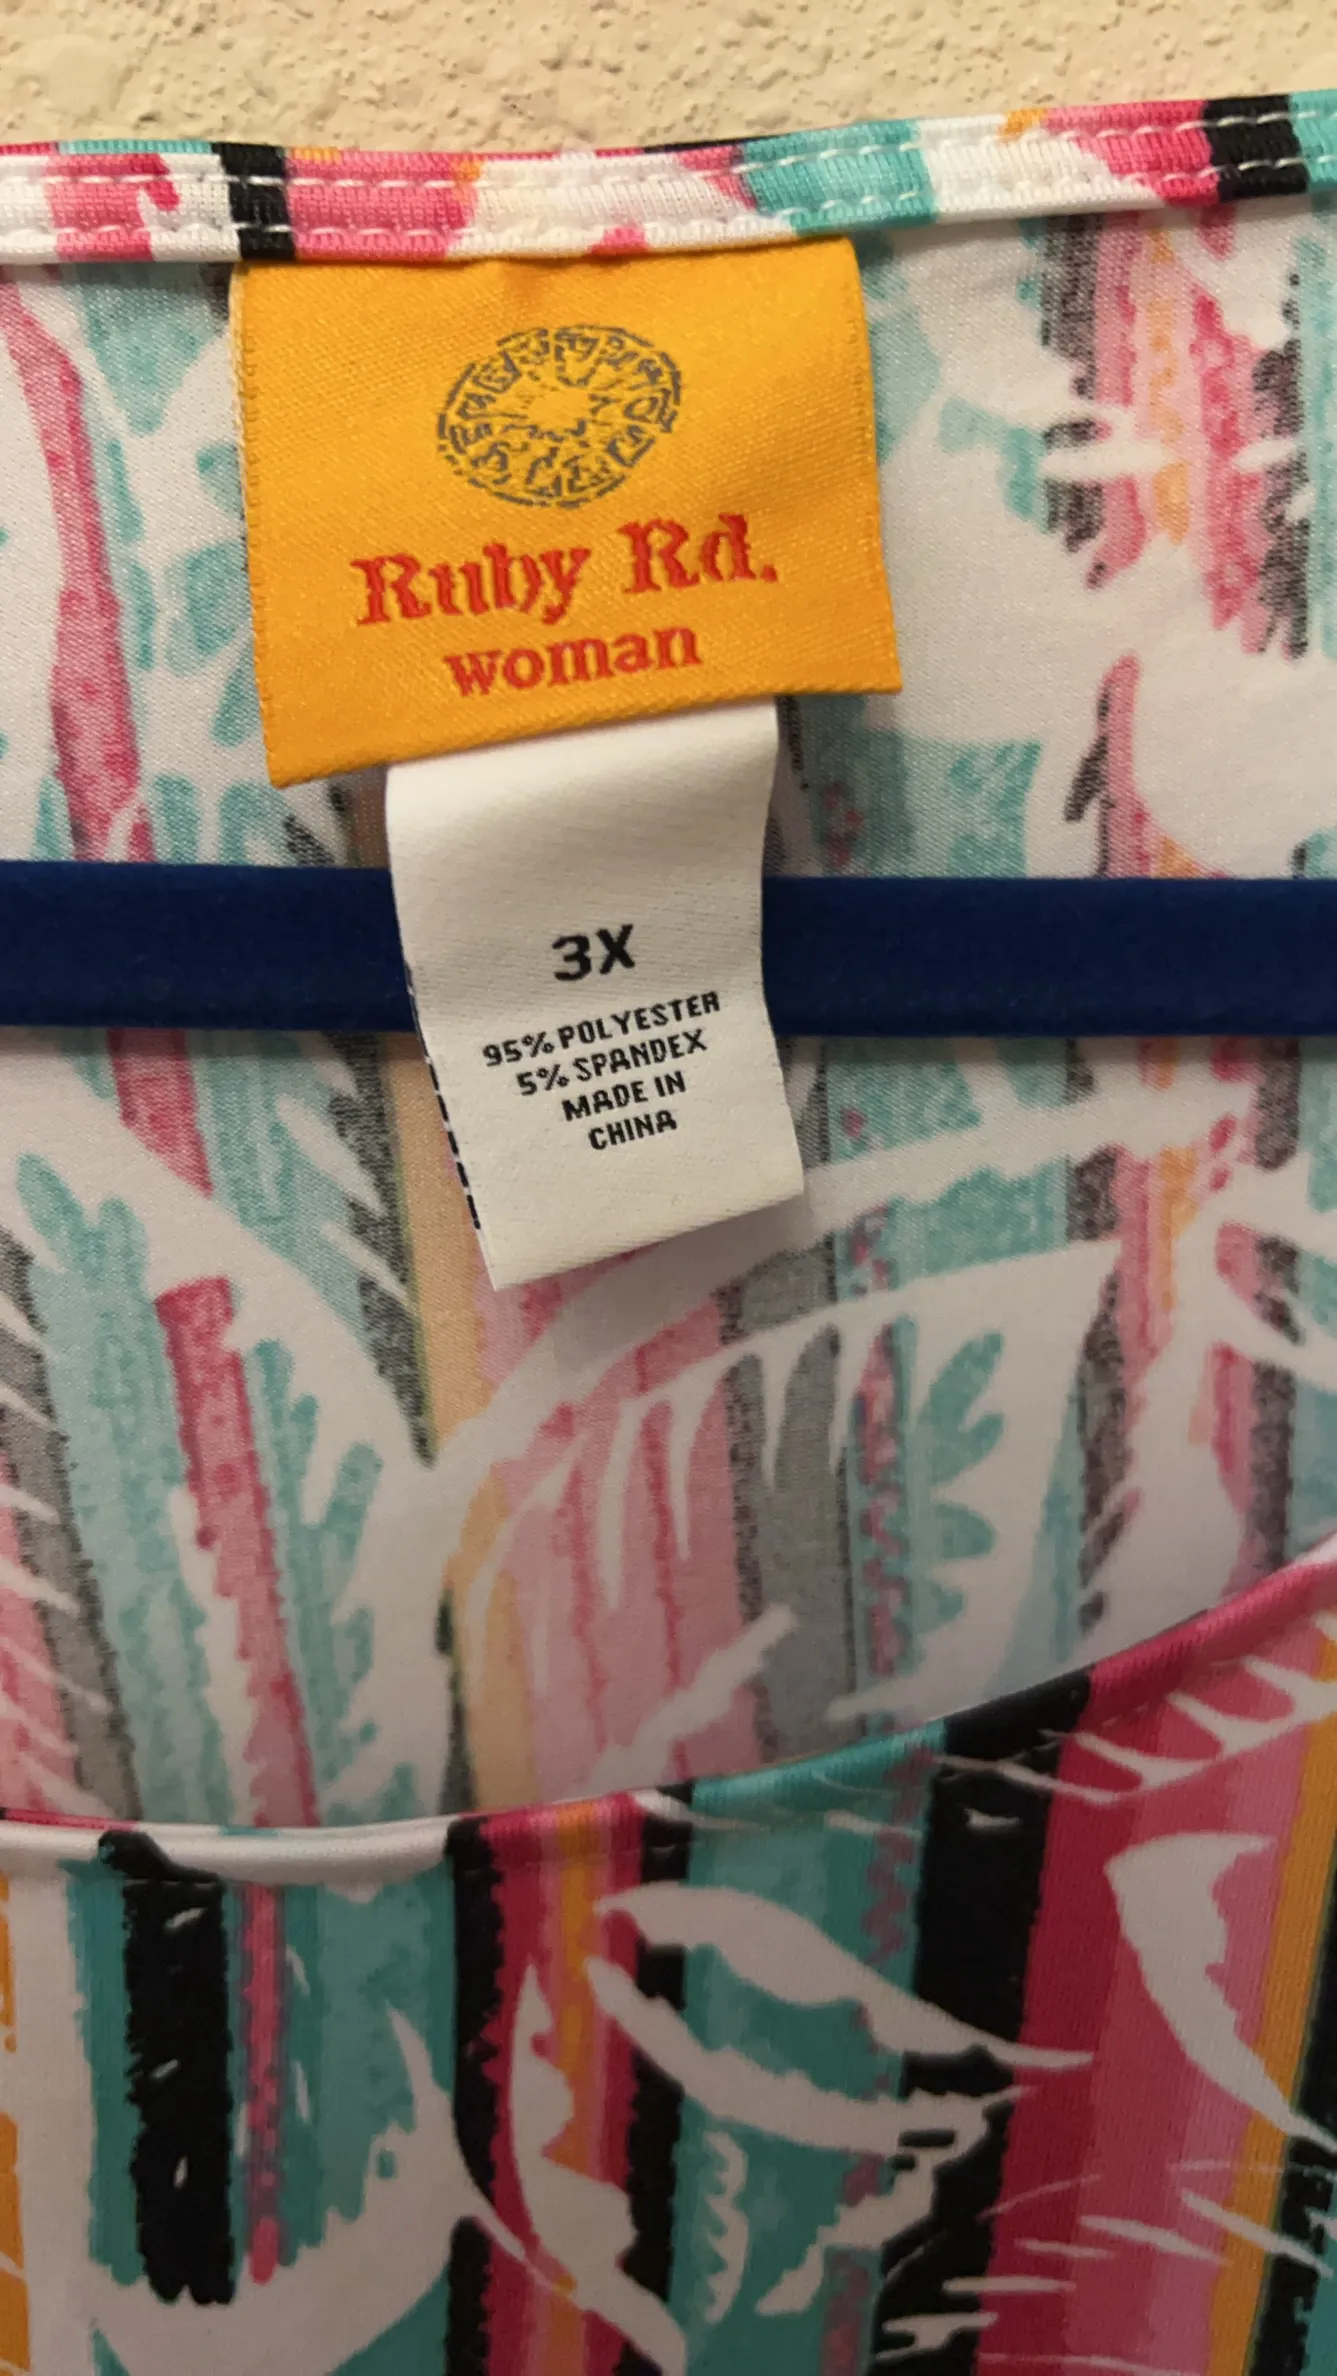 Ruby Rd.
woman
3X
95% POLYESTER
5% SPANDEX
MADE IN
CHINA